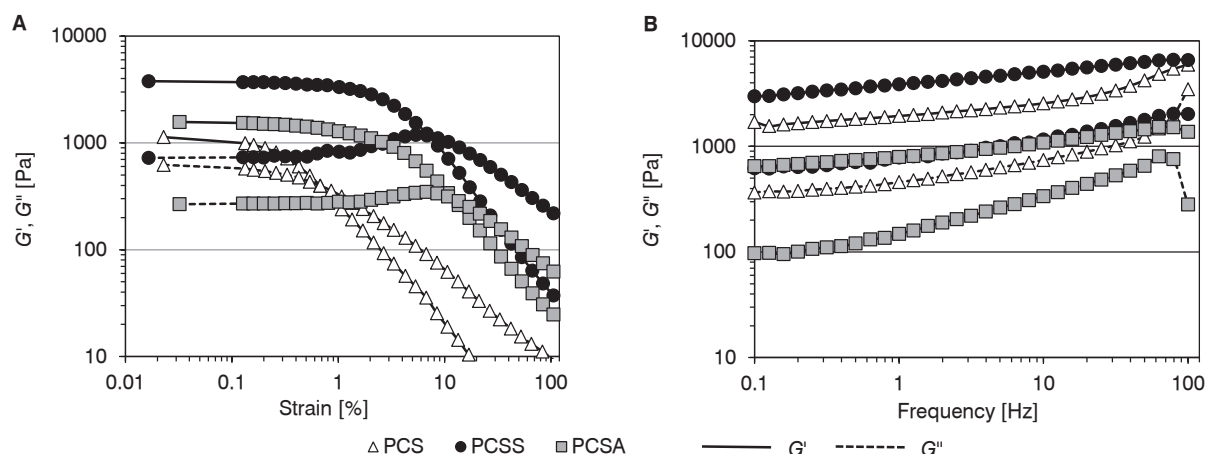 A
B
10000
1000
100
10
G', G'' [Pa]
0.01 0.1 1 10 100
Strain [%]
10000
1000
100
10
G', G'' [Pa]
0.1 1 10 100
Frequency [Hz]
PCS PCSS PCSA G' G''